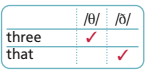 /θ/ /ð/
three ✓
that ✓